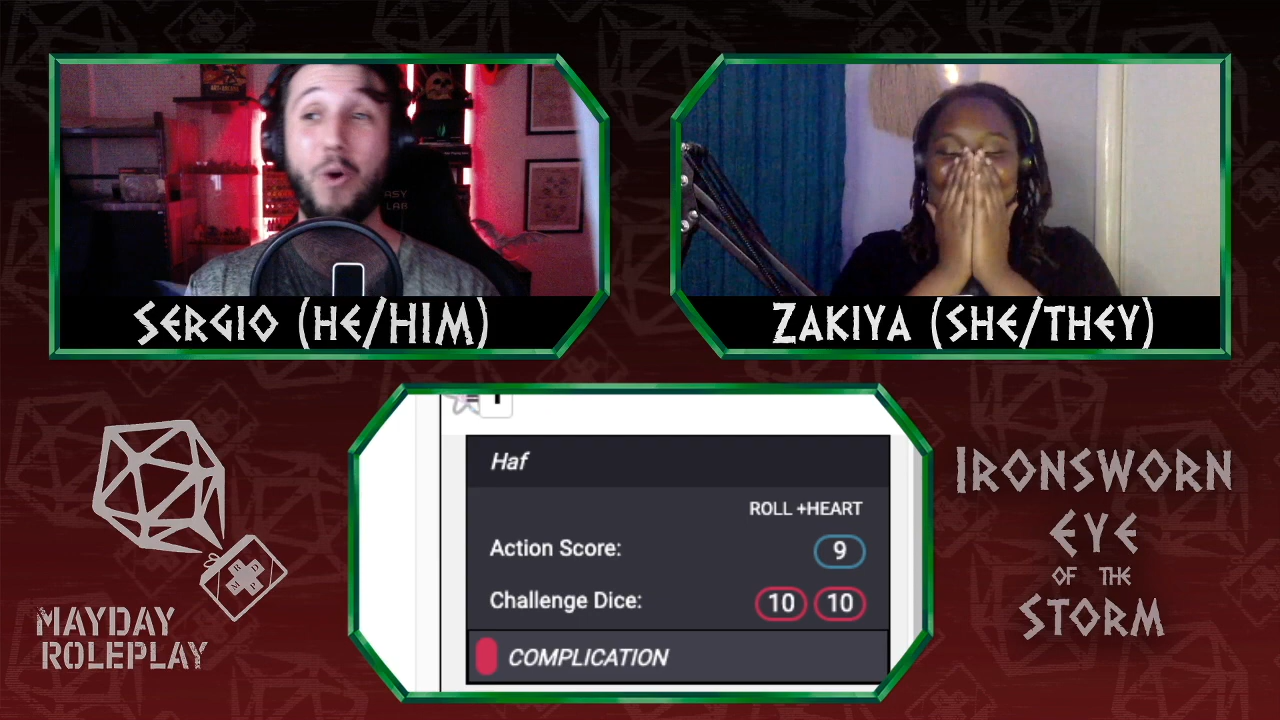 SERGIO (HE/HIM)
ZAKIYA (SHE/THEY)
Haf
ROLL +HEART
Action Score:
9
Challenge Dice:
10 10
COMPLICATION
MAYDAY
ROLEPLAY
IRONSWORN
EYE
OF THE
STORM